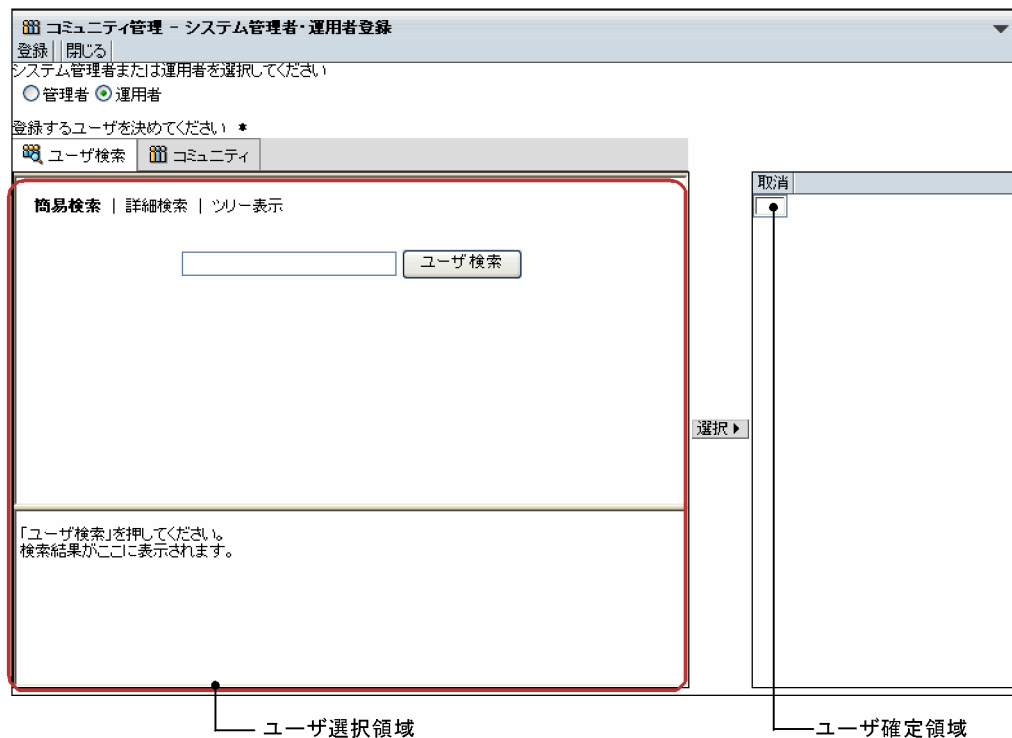 コミュニティ管理 - システム管理者・運用者登録
登録 閉じる
システム管理者または運用者を選択してください
管理者 運用者
登録するユーザを決めてください *
ユーザ検索 コミュニティ
取消
簡易検索 | 詳細検索 | ツリー表示
ユーザ検索
選択
「ユーザ検索」を押してください。
検索結果がここに表示されます。
ユーザ選択領域
ユーザ確定領域